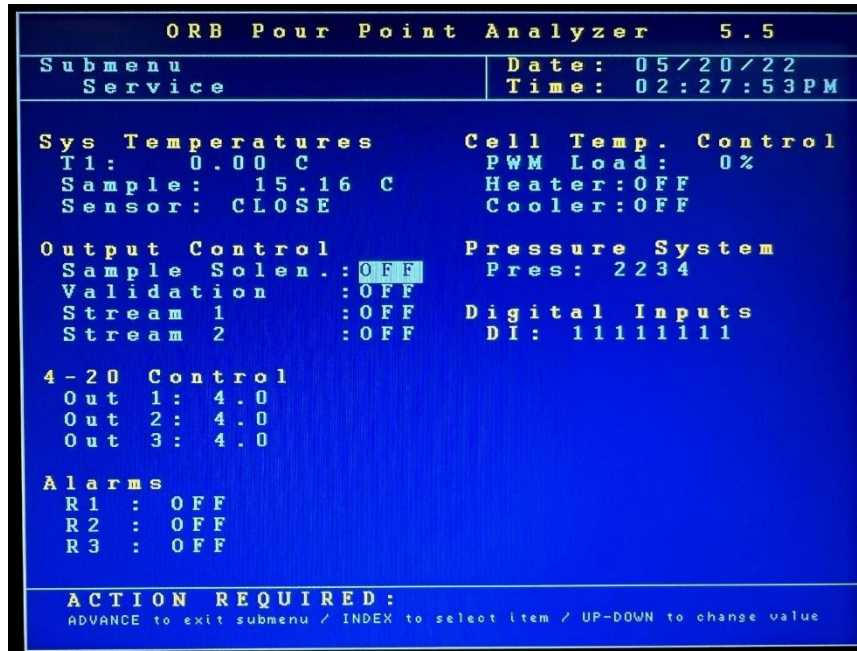 ORB Pour Point Analyzer 5.5
Submenu
Service
Date: 05/20/22
Time: 02:27:53PM
Sys Temperatures
T1: 0.00 C
Sample: 15.16 C
Sensor: CLOSE
Cell Temp. Control
PWM Load: 0%
Heater:OFF
Cooler:OFF
Output Control
Sample Solen.:OFF
Validation :OFF
Stream 1 :OFF
Stream 2 :OFF
Pressure System
Pres: 2234
Digital Inputs
DI: 11111111
4-20 Control
Out 1: 4.0
Out 2: 4.0
Out 3: 4.0
Alarms
R1 : OFF
R2 : OFF
R3 : OFF
ACTION REQUIRED:
ADVANCE to exit submenu / INDEX to select item / UP-DOWN to change value